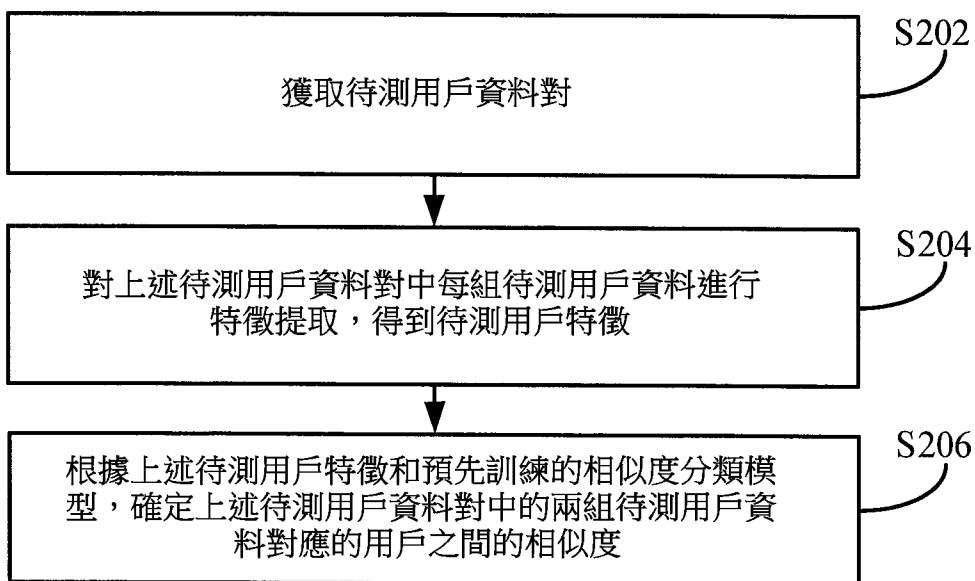 S202
獲取待測用戶資料對
S204
對上述待測用戶資料對中每組待測用戶資料進行
特徵提取，得到待測用戶特徵
S206
根據上述待測用戶特徵和預先訓練的相似度分類模
型，確定上述待測用戶資料對中的兩組待測用戶資
料對應的用戶之間的相似度